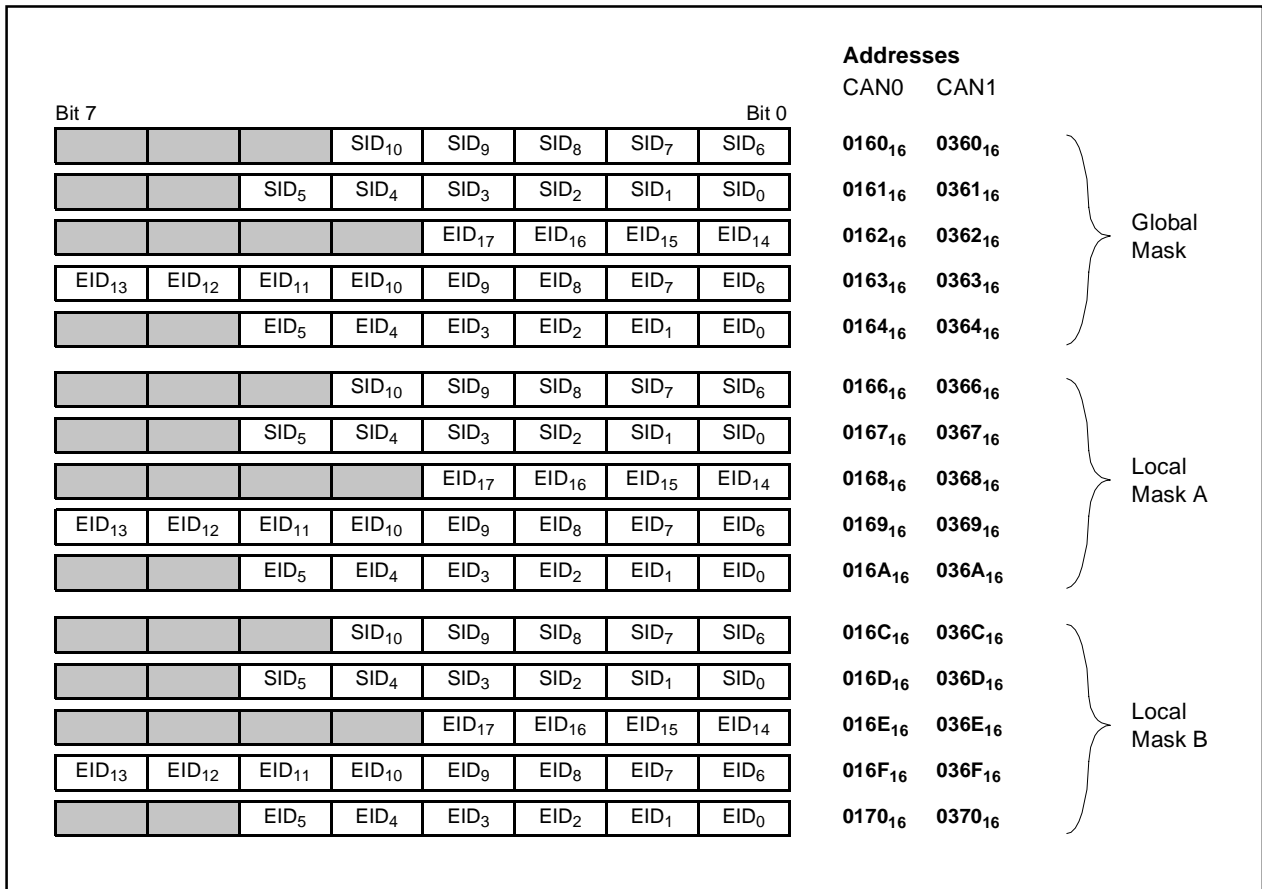 Addresses
CAN0 CAN1
Bit 7 Bit 0
SID10 SID9 SID8 SID7 SID6 016016 036016
SID5 SID4 SID3 SID2 SID1 SID0 016116 036116
EID17 EID16 EID15 EID14 016216 036216
EID13 EID12 EID11 EID10 EID9 EID8 EID7 EID6 016316 036316
EID5 EID4 EID3 EID2 EID1 EID0 016416 036416
Global
Mask
SID10 SID9 SID8 SID7 SID6 016616 036616
SID5 SID4 SID3 SID2 SID1 SID0 016716 036716
EID17 EID16 EID15 EID14 016816 036816
EID13 EID12 EID11 EID10 EID9 EID8 EID7 EID6 016916 036916
EID5 EID4 EID3 EID2 EID1 EID0 016A16 036A16
Local
Mask A
SID10 SID9 SID8 SID7 SID6 016C16 036C16
SID5 SID4 SID3 SID2 SID1 SID0 016D16 036D16
EID17 EID16 EID15 EID14 016E16 036E16
EID13 EID12 EID11 EID10 EID9 EID8 EID7 EID6 016F16 036F16
EID5 EID4 EID3 EID2 EID1 EID0 017016 037016
Local
Mask B